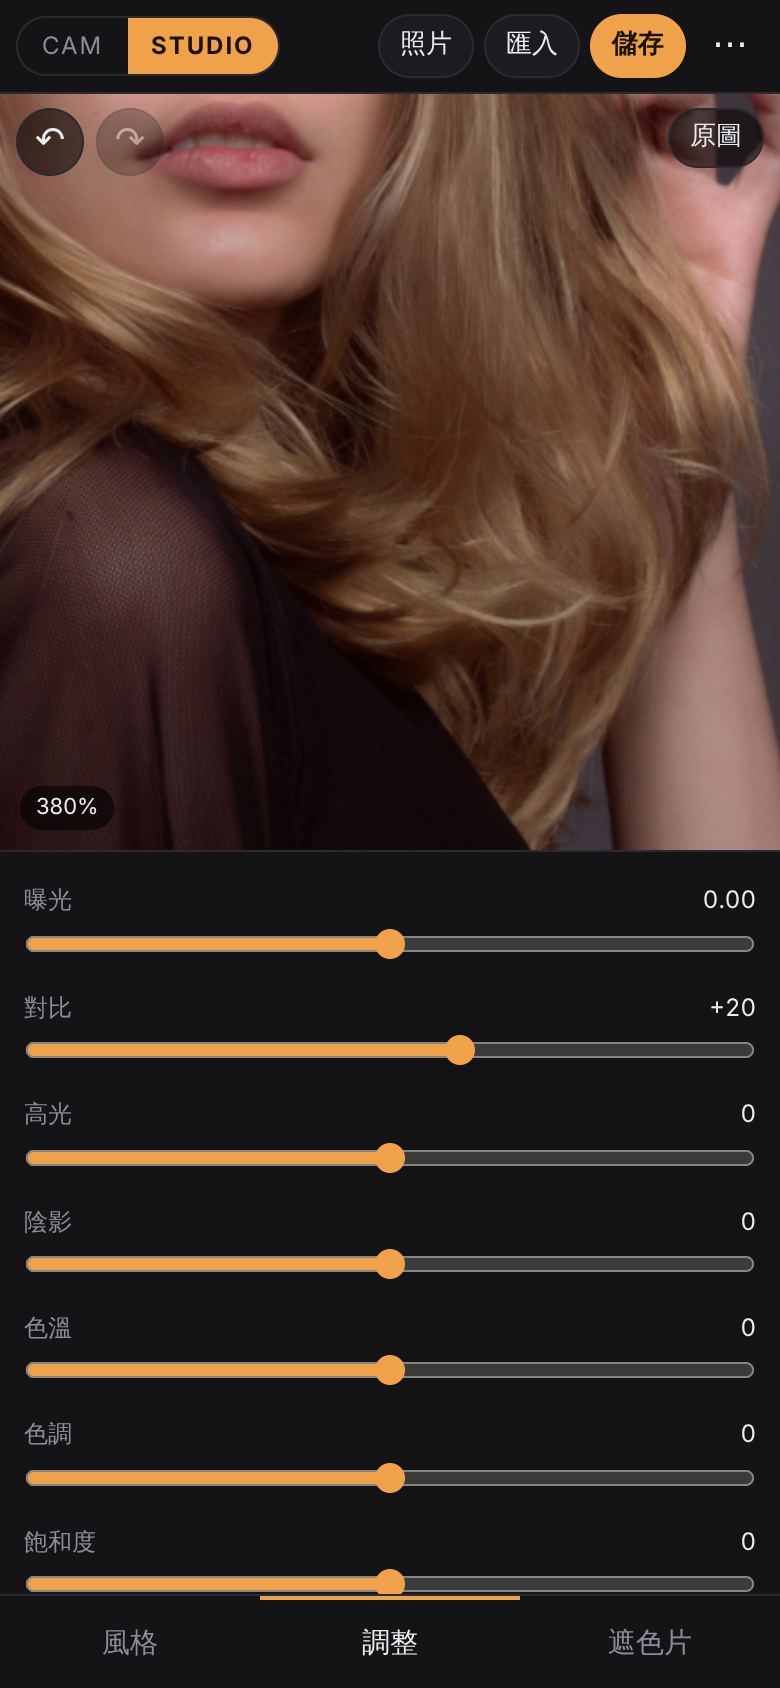 CAM STUDIO 照片 匯入 儲存 ...
原圖
380%
曝光 0.00
對比 +20
高光 0
陰影 0
色溫 0
色調 0
飽和度 0
風格 調整 遮色片